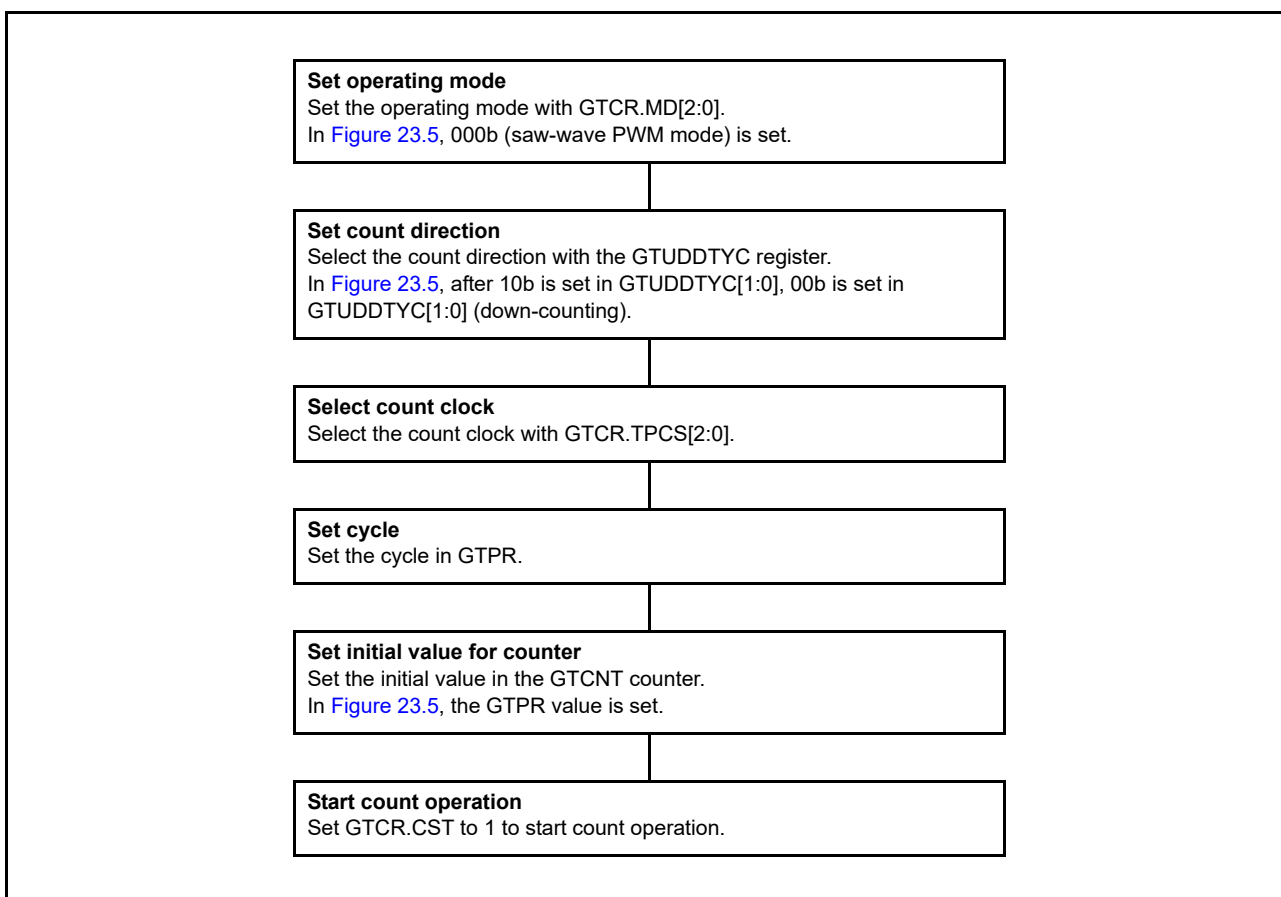 Set operating mode
Set the operating mode with GTCR.MD[2:0].
In Figure 23.5, 000b (saw-wave PWM mode) is set.
Set count direction
Select the count direction with the GTUDDTYC register.
In Figure 23.5, after 10b is set in GTUDDTYC[1:0], 00b is set in
GTUDDTYC[1:0] (down-counting).
Select count clock
Select the count clock with GTCR.TPCS[2:0].
Set cycle
Set the cycle in GTPR.
Set initial value for counter
Set the initial value in the GTCNT counter.
In Figure 23.5, the GTPR value is set.
Start count operation
Set GTCR.CST to 1 to start count operation.